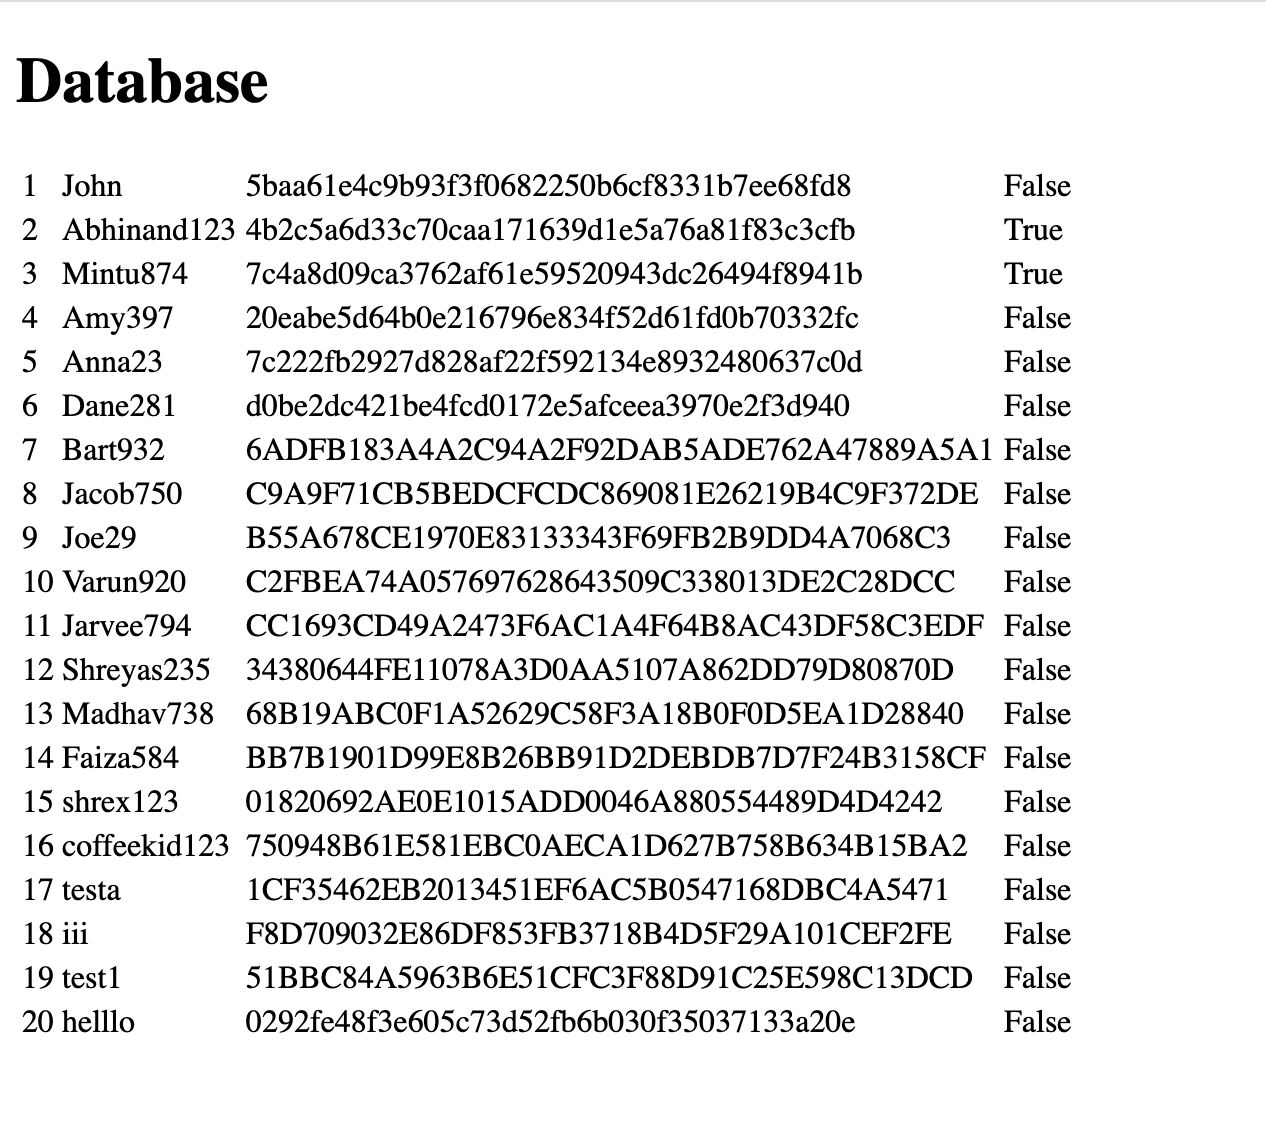 Database
1 John 5baa61e4c9b93f3f0682250b6cf8331b7ee68fd8 False
2 Abhinand123 4b2c5a6d33c70caa171639d1e5a76a81f83c3cfb True
3 Mintu874 7c4a8d09ca3762af61e59520943dc26494f8941b True
4 Amy397 20eabe5d64b0e216796e834f52d61fd0b70332fc False
5 Anna23 7c222fb2927d828af22f592134e8932480637c0d False
6 Dane281 d0be2dc421be4fcd0172e5afceea3970e2f3d940 False
7 Bart932 6ADFB183A4A2C94A2F92DAB5ADE762A47889A5A1 False
8 Jacob750 C9A9F71CB5BEDCFCDC869081E26219B4C9F372DE False
9 Joe29 B55A678CE1970E83133343F69FB2B9DD4A7068C3 False
10 Varun920 C2FBEA74A057697628643509C338013DE2C28DCC False
11 Jarvee794 CC1693CD49A2473F6AC1A4F64B8AC43DF58C3EDF False
12 Shreyas235 34380644FE11078A3D0AA5107A862DD79D80870D False
13 Madhav738 68B19ABC0F1A52629C58F3A18B0F0D5EA1D28840 False
14 Faiza584 BB7B1901D99E8B26BB91D2DEBDB7D7F24B3158CF False
15 shrex123 01820692AE0E1015ADD0046A880554489D4D4242 False
16 coffeekid123 750948B61E581EBC0AECA1D627B758B634B15BA2 False
17 testa 1CF35462EB2013451EF6AC5B0547168DBC4A5471 False
18 iii F8D709032E86DF853FB3718B4D5F29A101CEF2FE False
19 test1 51BBC84A5963B6E51CFC3F88D91C25E598C13DCD False
20 helllo 0292fe48f3e605c73d52fb6b030f35037133a20e False